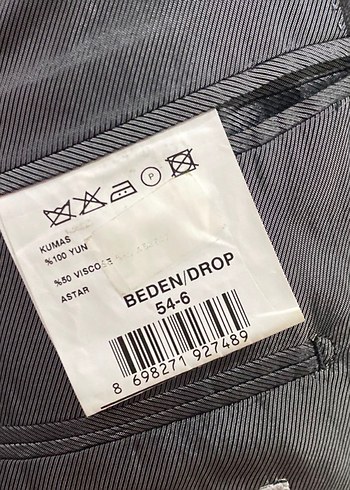 P
KUMAS
%100 YUN
%50 VISCOSE
ASTAR
BEDEN/DROP
54-6
8 698271 927489